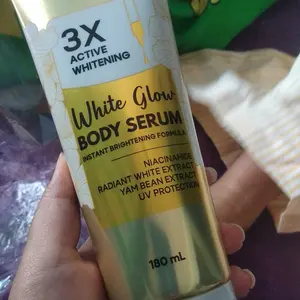 3X
ACTIVE
WHITENING
White Glow
BODY SERUM
INSTANT BRIGHTENING FORMULA
NIACINAMIDE
RADIANT WHITE EXTRACT
YAM BEAN EXTRACT
UV PROTECTION
180 mL